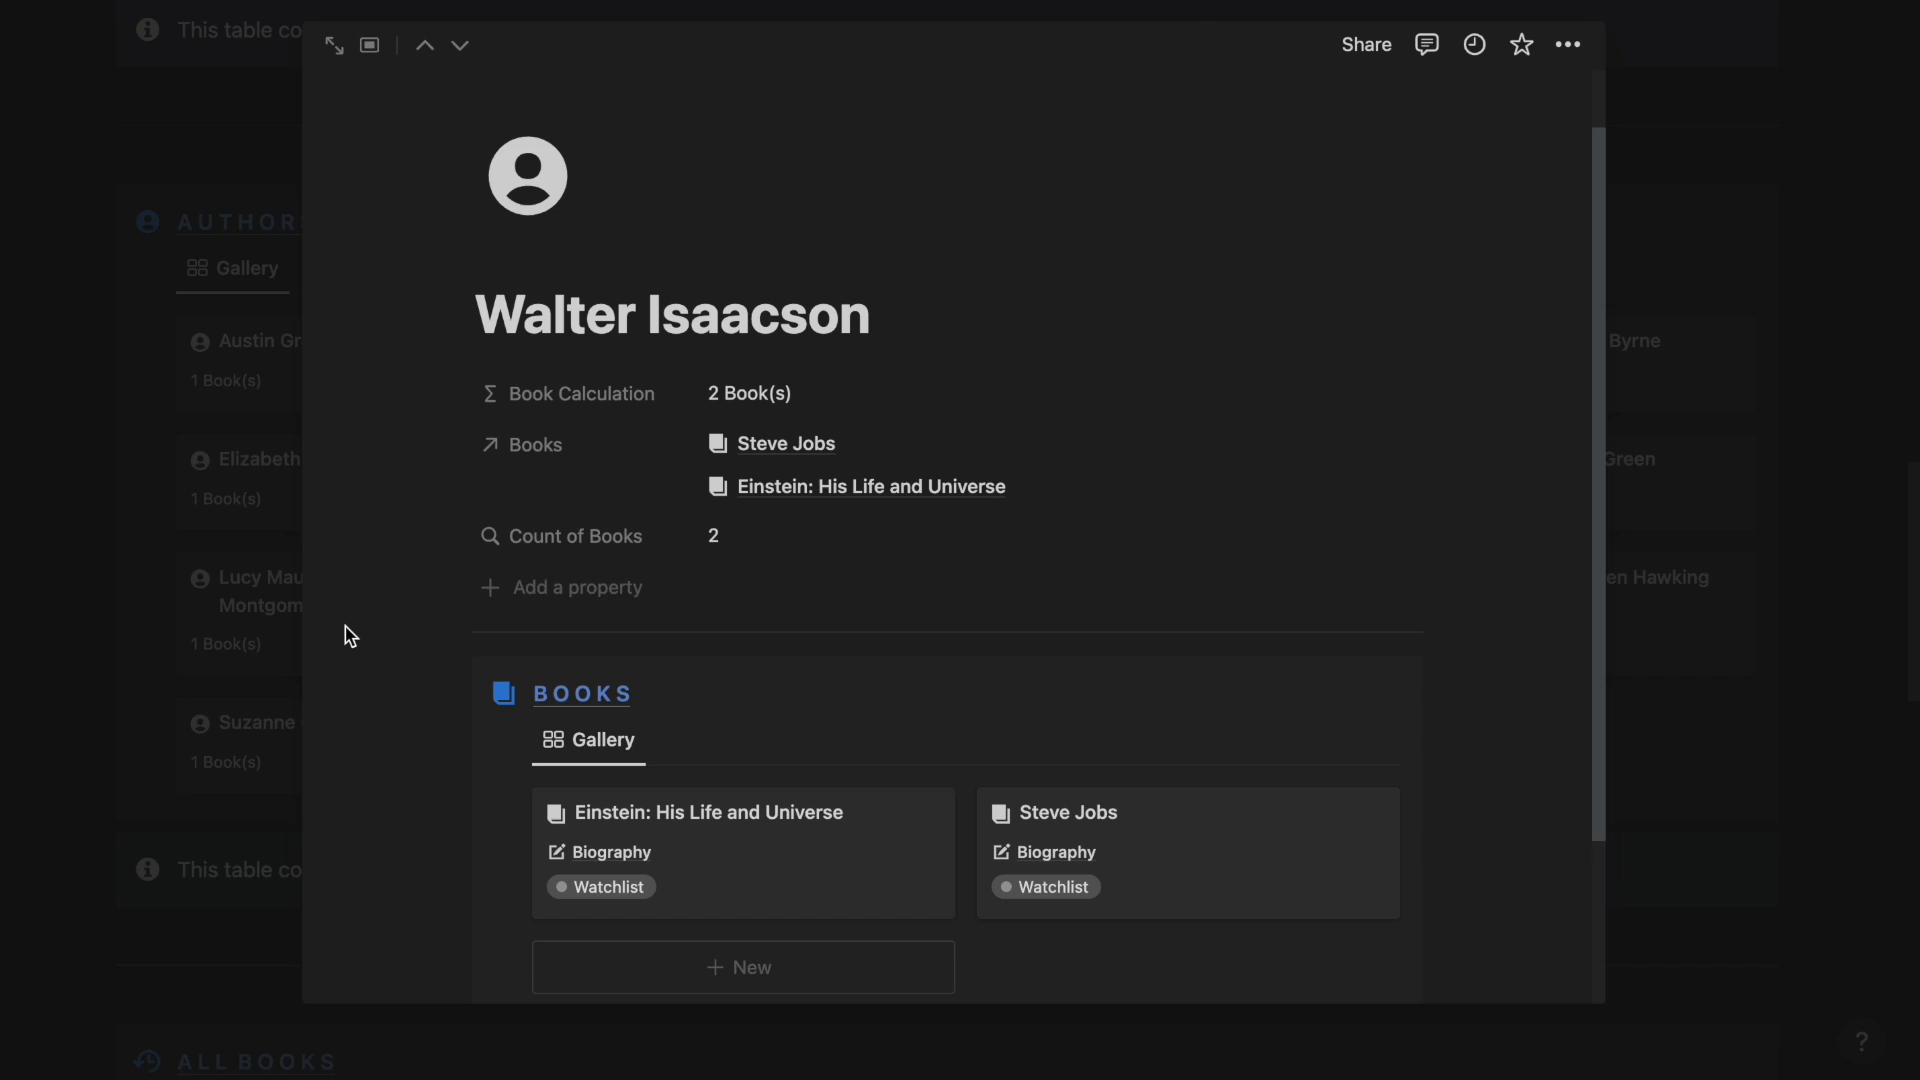 This table co
Share
AUTHORS
Gallery
Austin Gr
1 Book(s)
Byrne
Elizabeth
1 Book(s)
Green
Lucy Mau
Montgom
1 Book(s)
en Hawking
Suzanne
1 Book(s)
This table co
Walter Isaacson
Book Calculation 2 Book(s)
Books Steve Jobs
Einstein: His Life and Universe
Count of Books 2
Add a property
BOOKS
Gallery
Einstein: His Life and Universe
Biography
Watchlist
Steve Jobs
Biography
Watchlist
New
ALL BOOKS
?